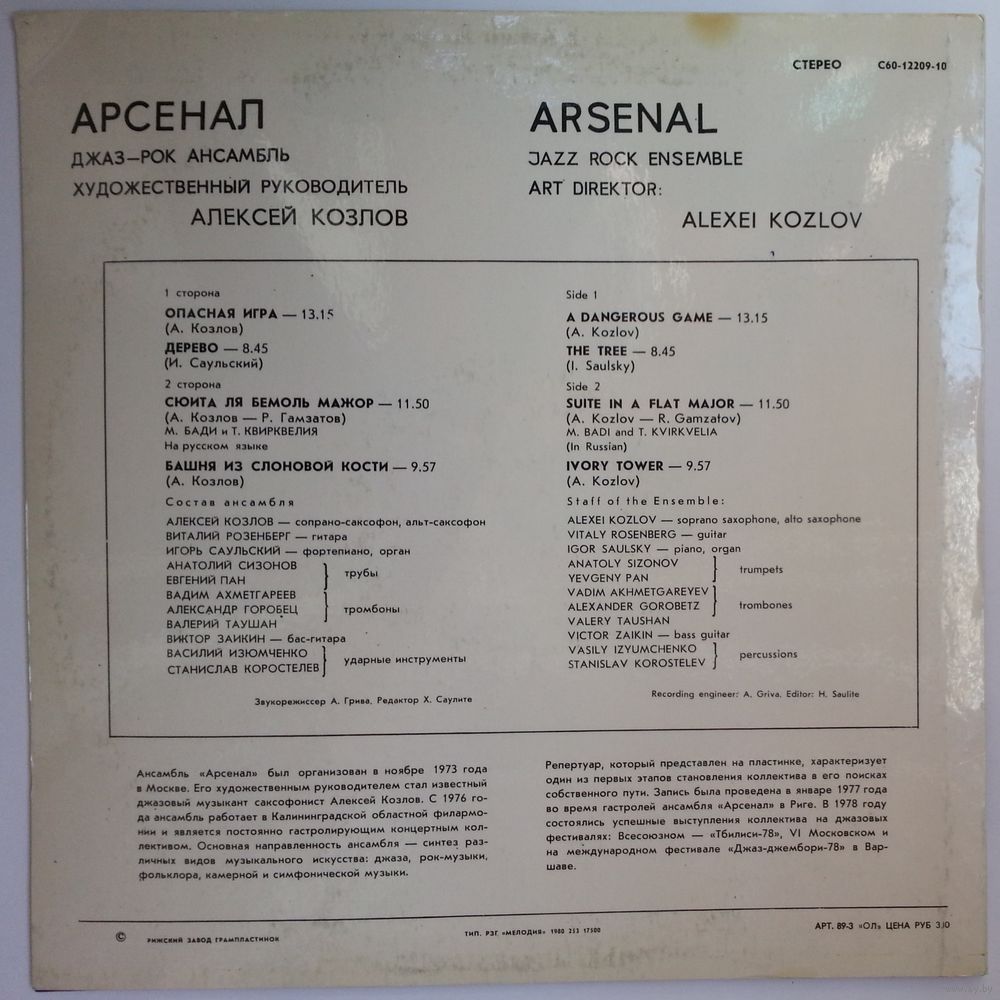 СТЕРЕО С60-12209-10
АРСЕНАЛ
ДЖАЗ–РОК АНСАМБЛЬ
ХУДОЖЕСТВЕННЫЙ РУКОВОДИТЕЛЬ
АЛЕКСЕЙ КОЗЛОВ
ARSENAL
JAZZ ROCK ENSEMBLE
ART DIREKTOR:
ALEXEI KOZLOV
1 сторона
ОПАСНАЯ ИГРА — 13.15
(А. Козлов)
ДЕРЕВО — 8.45
(И. Саульский)
2 сторона
СЮИТА ЛЯ БЕМОЛЬ МАЖОР — 11.50
(А. Козлов — Р. Гамзатов)
М. БАДИ и Т. КВИРКВЕЛИЯ
На русском языке
БАШНЯ ИЗ СЛОНОВОЙ КОСТИ — 9.57
(А. Козлов)
Состав ансамбля
АЛЕКСЕЙ КОЗЛОВ — сопрано-саксофон, альт-саксофон
ВИТАЛИЙ РОЗЕНБЕРГ — гитара
ИГОРЬ САУЛЬСКИЙ — фортепиано, орган
АНАТОЛИЙ СИЗОНОВ
ЕВГЕНИЙ ПАН
трубы
ВАДИМ АХМЕТГАРЕЕВ
АЛЕКСАНДР ГОРОБЕЦ
ВАЛЕРИЙ ТАУШАН
тромбоны
ВИКТОР ЗАИКИН — бас-гитара
ВАСИЛИЙ ИЗЮМЧЕНКО
СТАНИСЛАВ КОРОСТЕЛЕВ
ударные инструменты
Звукорежиссер А. Грива. Редактор Х. Саулите
Side 1
A DANGEROUS GAME — 13.15
(A. Kozlov)
THE TREE — 8.45
(I. Saulsky)
Side 2
SUITE IN A FLAT MAJOR — 11.50
(A. Kozlov — R. Gamzatov)
M. BADI and T. KVIRKVELIA
(In Russian)
IVORY TOWER — 9.57
(A. Kozlov)
Staff of the Ensemble:
ALEXEI KOZLOV — soprano saxophone, alto saxophone
VITALY ROSENBERG — guitar
IGOR SAULSKY — piano, organ
ANATOLY SIZONOV
YEVGENY PAN
trumpets
VADIM AKHMETGAREYEV
ALEXANDER GOROBETZ
trombones
VALERY TAUSHAN
VICTOR ZAIKIN — bass guitar
VASILY IZYUMCHENKO
STANISLAV KOROSTELEV
percussions
Recording engineer: A. Griva. Editor: H. Saulite
Ансамбль «Арсенал» был организован в ноябре 1973 года
в Москве. Его художественным руководителем стал известный
джазовый музыкант саксофонист Алексей Козлов. С 1976 го-
да ансамбль работает в Калининградской областной филармо-
нии и является постоянно гастролирующим концертным кол-
лективом. Основная направленность ансамбля — синтез раз-
личных видов музыкального искусства: джаза, рок-музыки,
фольклора, камерной и симфонической музыки.
Репертуар, который представлен на пластинке, характеризует
один из первых этапов становления коллектива в его поисках
собственного пути. Запись была проведена в январе 1977 года
во время гастролей ансамбля «Арсенал» в Риге. В 1978 году
состоялись успешные выступления коллектива на джазовых
фестивалях: Всесоюзном — «Тбилиси-78», VI Московском и
на международном фестивале «Джаз-джембори-78» в Вар-
шаве.
© РИЖСКИЙ ЗАВОД ГРАМПЛАСТИНОК
ТИП. РЗГ «МЕЛОДИЯ» 1980 253 17500
АРТ. 89-3 «ОЛ» ЦЕНА РУБ